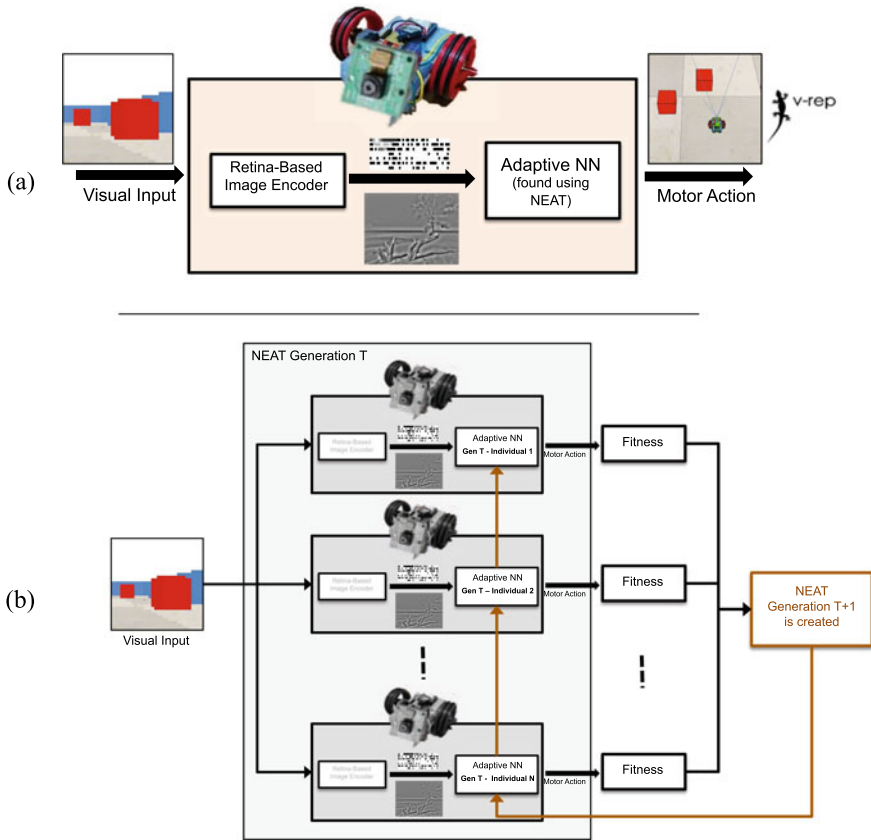 v-rep
Retina-Based
Image Encoder
Adaptive NN
(found using
NEAT)
(a)
Visual Input
Motor Action
NEAT Generation T
Retina-Based
Image Encoder
Adaptive NN
Gen T - Individual 1
Motor Action
Fitness
Retina-Based
Image Encoder
Adaptive NN
Gen T – Individual 2
Motor Action
Fitness
(b)
Visual Input
NEAT
Generation T+1
is created
Retina-Based
Image Encoder
Adaptive NN
Gen T - Individual N
Motor Action
Fitness